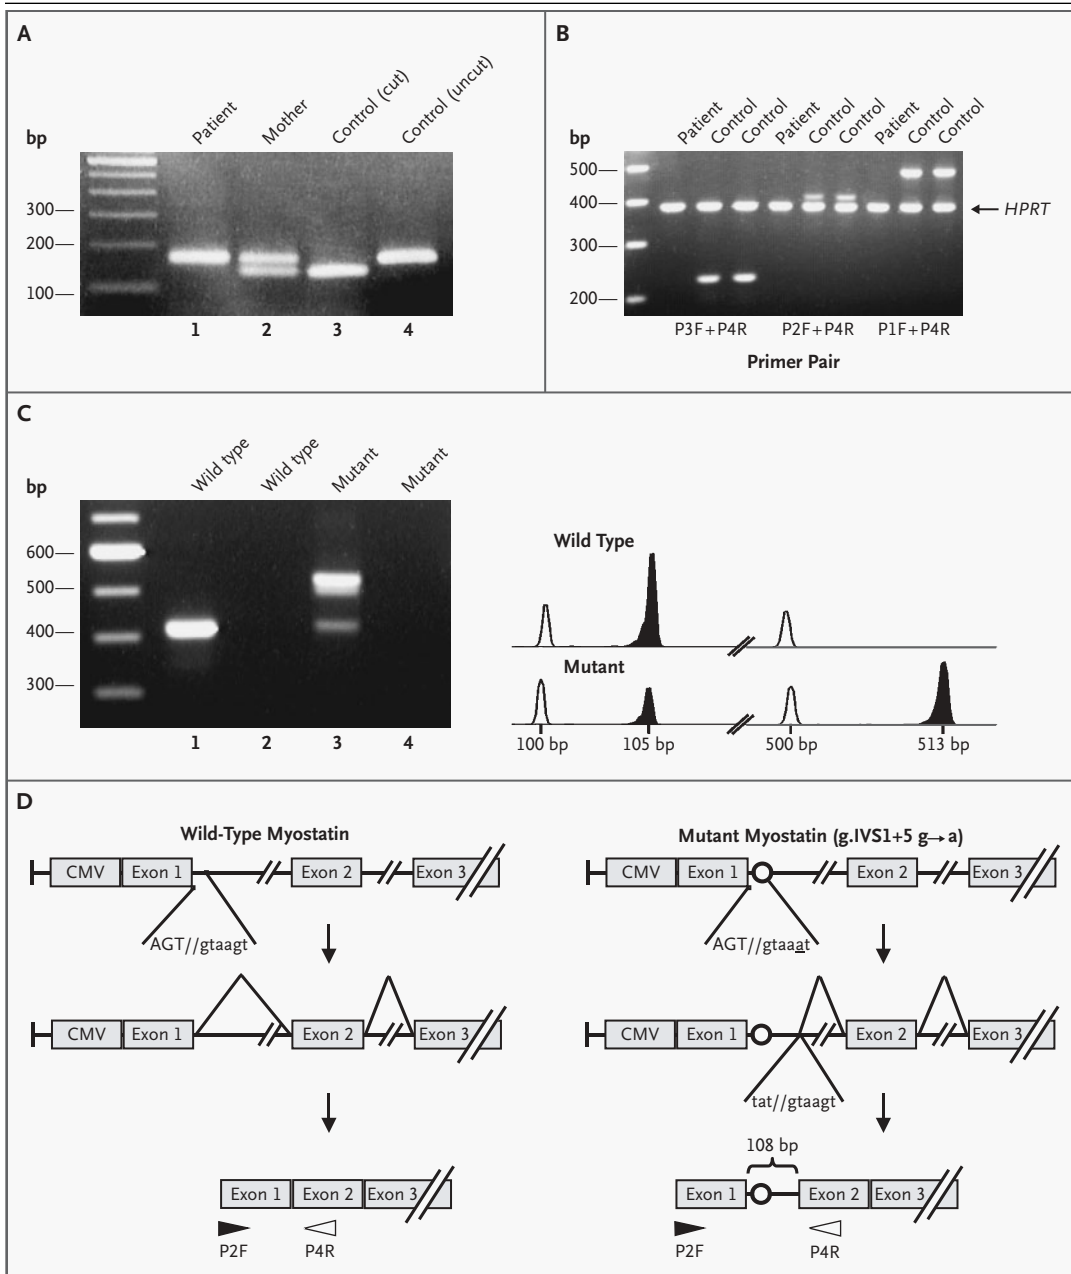 A
bp
Patient
Mother
Control (cut)
Control (uncut)
300
200
100
1 2 3 4
B
bp
Patient Control Control Patient Control Control Patient Control Control
500
400
300
200
HPRT
P3F+P4R P2F+P4R P1F+P4R
Primer Pair
C
bp
Wild type
Wild type
Mutant
Mutant
600
500
400
300
1 2 3 4
Wild Type
Mutant
100 bp 105 bp 500 bp 513 bp
D
Wild-Type Myostatin
CMV Exon 1 Exon 2 Exon 3
AGT//gtaagt
CMV Exon 1 Exon 2 Exon 3
Exon 1 Exon 2 Exon 3
P2F P4R
Mutant Myostatin (g.IVS1+5 g→a)
CMV Exon 1 Exon 2 Exon 3
AGT//gtaaat
CMV Exon 1 Exon 2 Exon 3
tat//gtaagt
108 bp
Exon 1 Exon 2 Exon 3
P2F P4R